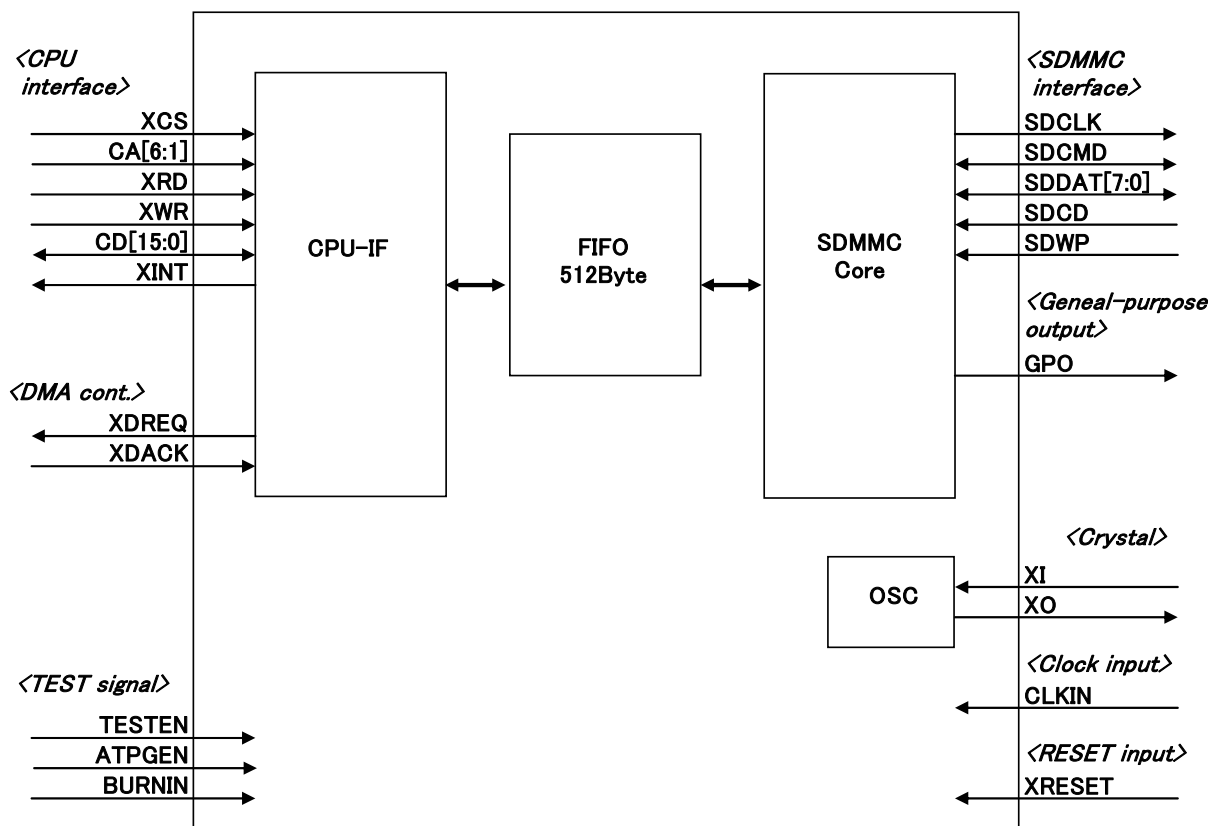 <CPU
interface>
XCS
CA[6:1]
XRD
XWR
CD[15:0]
XINT
<DMA cont.>
XDREQ
XDACK
<TEST signal>
TESTEN
ATPGEN
BURNIN
CPU-IF
FIFO
512Byte
SDMMC
Core
OSC
<SDMMC
interface>
SDCLK
SDCMD
SDDAT[7:0]
SDCD
SDWP
<Geneal-purpose
output>
GPO
<Crystal>
XI
XO
<Clock input>
CLKIN
<RESET input>
XRESET